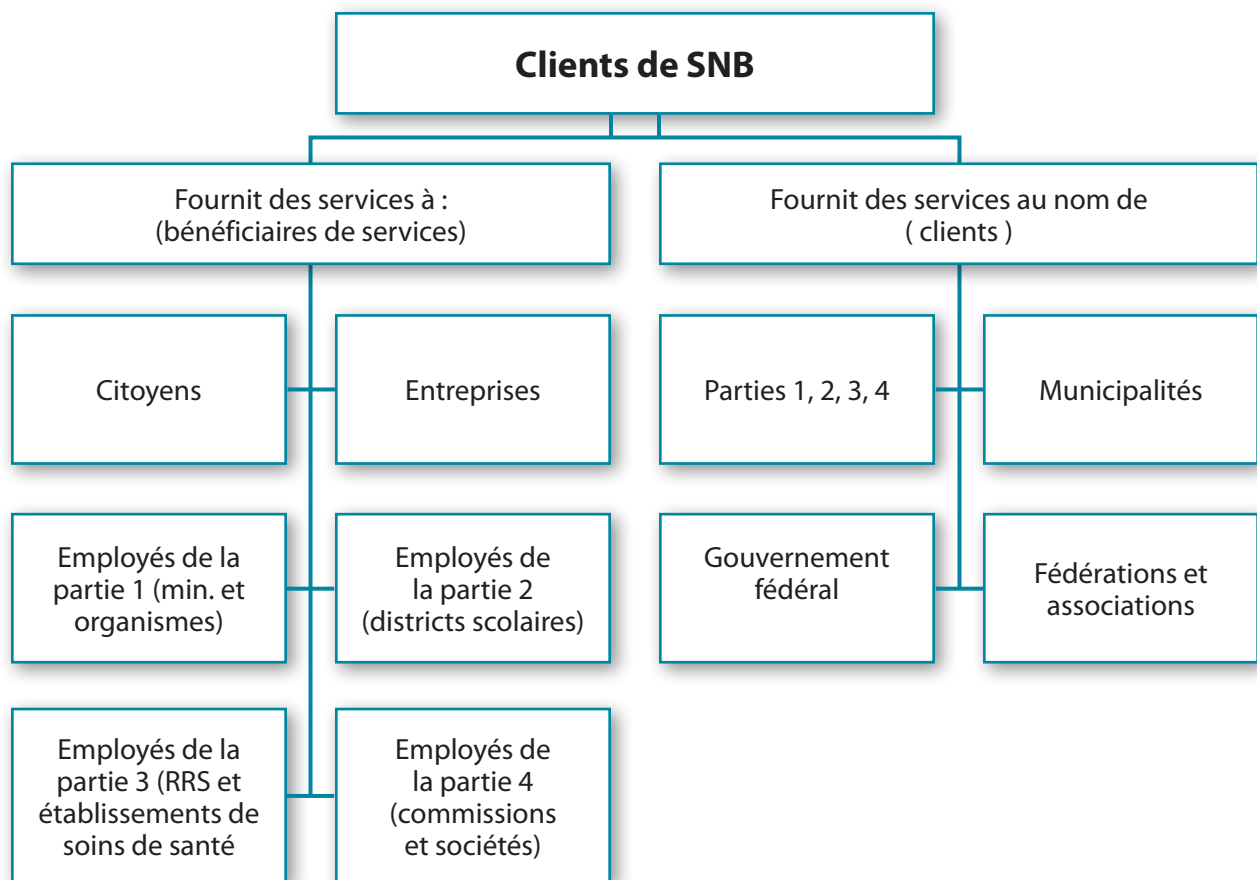 Clients de SNB
Fournit des services à :
(bénéficiaires de services)
Fournit des services au nom de
( clients )
Citoyens
Entreprises
Parties 1, 2, 3, 4
Municipalités
Employés de la
partie 1 (min. et
organismes)
Employés de
la partie 2
(districts scolaires)
Gouvernement
fédéral
Fédérations et
associations
Employés de la
partie 3 (RRS et
établissements de
soins de santé
Employés de
la partie 4
(commissions
et sociétés)